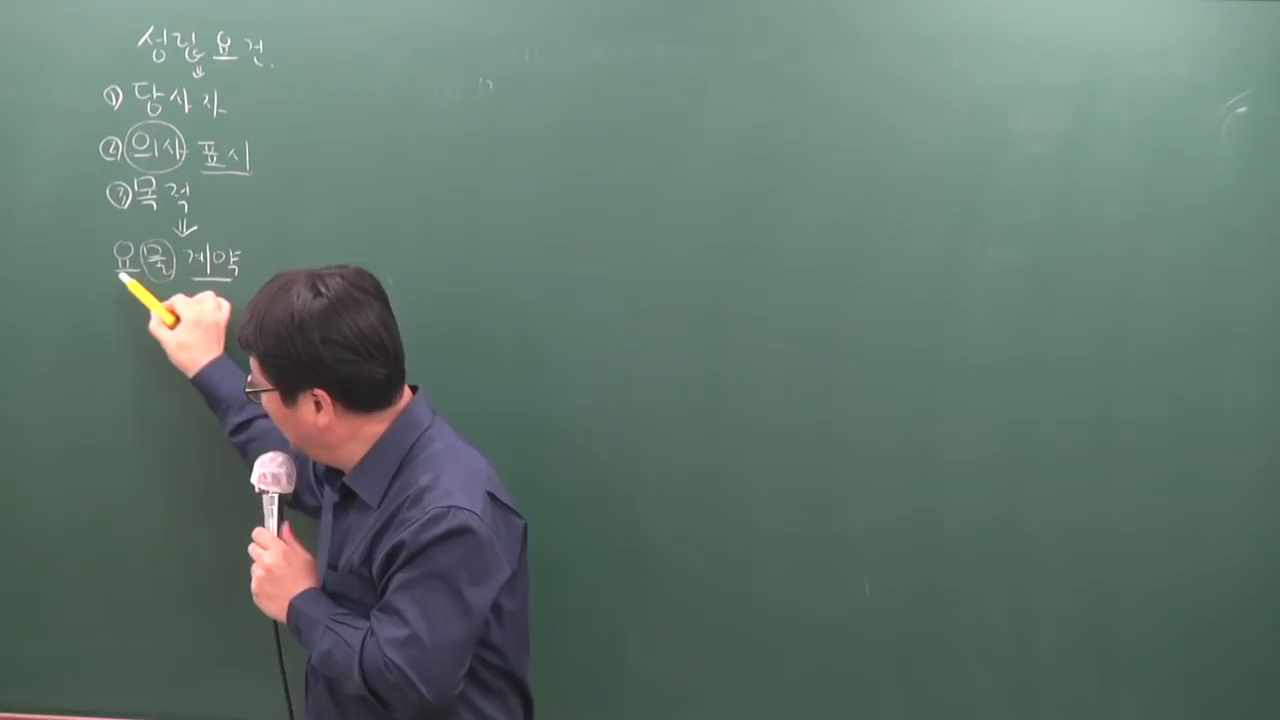 성립요건.
① 당사자
② 의사표시
③ 목적
요물계약